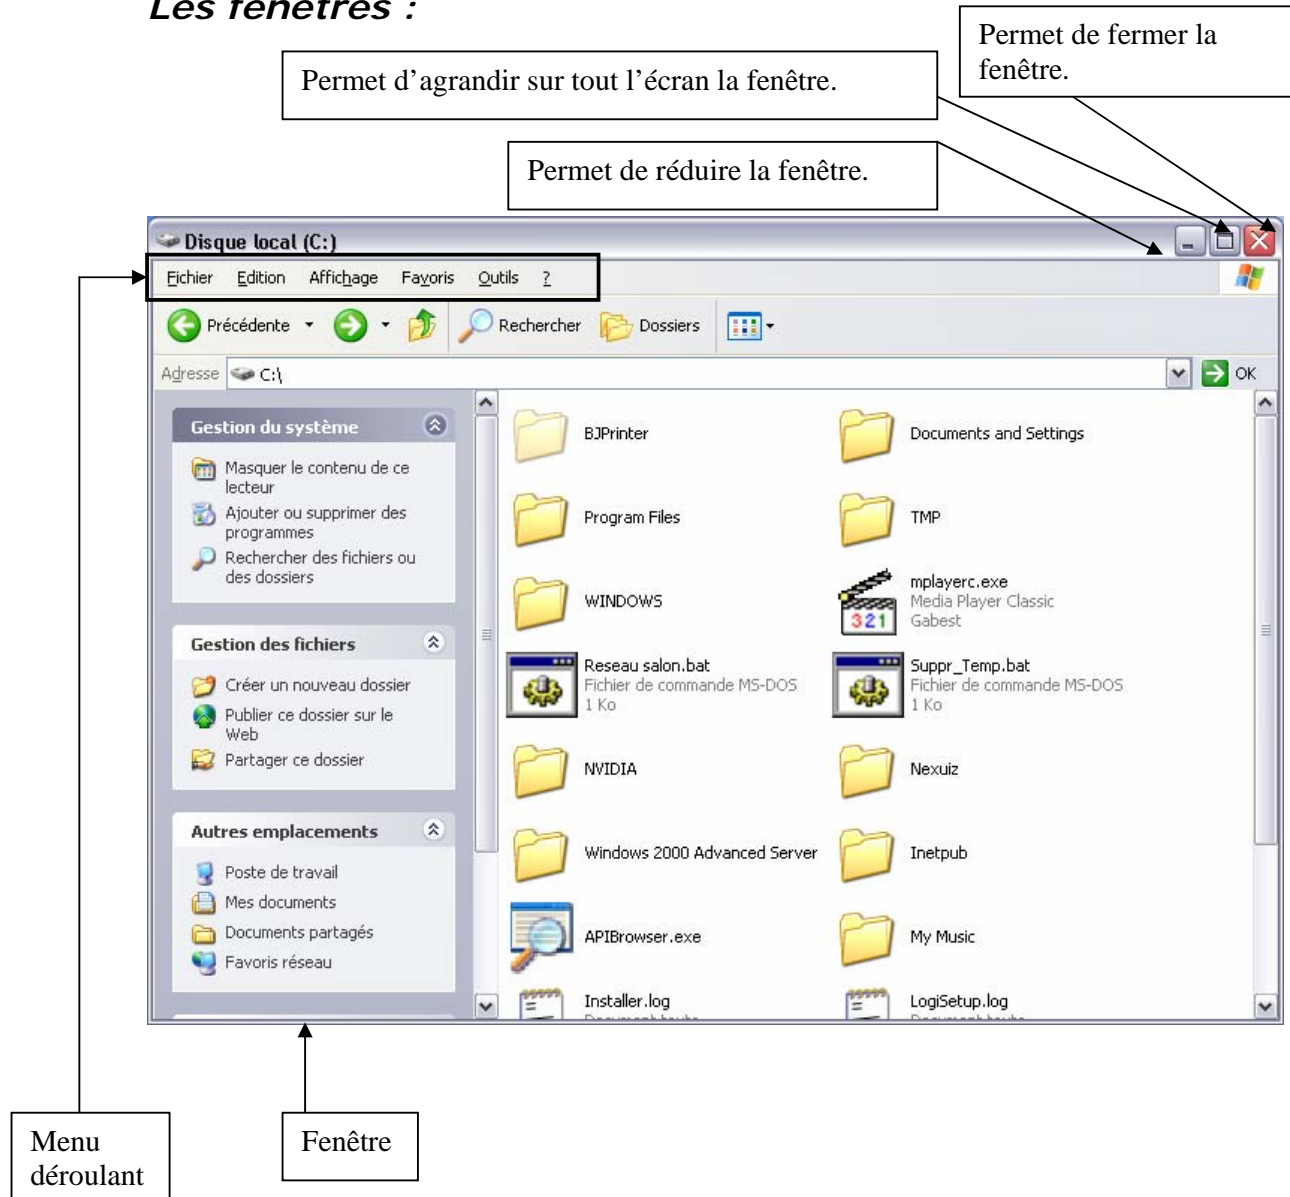 Les fenêtres :
Permet de fermer la
fenêtre.
Permet d’agrandir sur tout l’écran la fenêtre.
Permet de réduire la fenêtre.
Disque local (C:)
Fichier Edition Affichage Favoris Outils ?
Précédente Rechercher Dossiers
Adresse C:\ OK
Gestion du système
Masquer le contenu de ce
lecteur
Ajouter ou supprimer des
programmes
Rechercher des fichiers ou
des dossiers
Gestion des fichiers
Créer un nouveau dossier
Publier ce dossier sur le
Web
Partager ce dossier
Autres emplacements
Poste de travail
Mes documents
Documents partagés
Favoris réseau
BJPrinter
Documents and Settings
Program Files
TMP
WINDOWS
mplayerc.exe
Media Player Classic
Gabest
321
Reseau salon.bat
Fichier de commande MS-DOS
1 Ko
Suppr_Temp.bat
Fichier de commande MS-DOS
1 Ko
NVIDIA
Nexuiz
Windows 2000 Advanced Server
Inetpub
APIBrowser.exe
My Music
Installer.log
LogiSetup.log
Menu
déroulant
Fenêtre